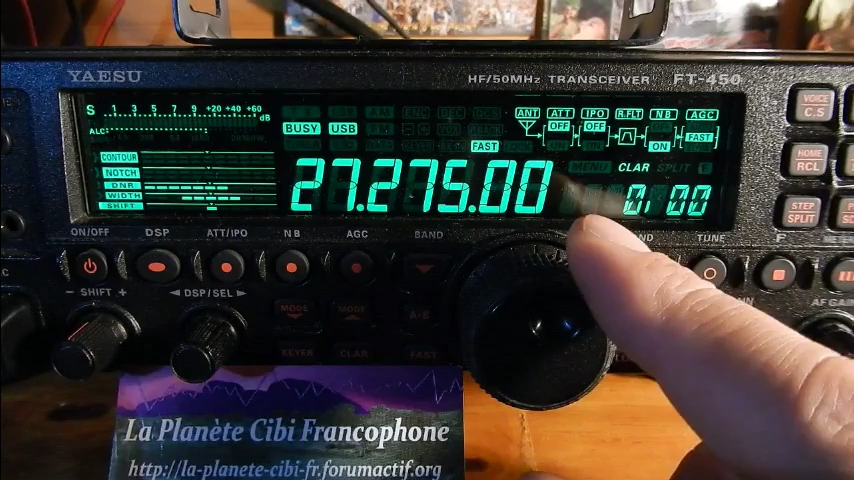 YAESU HF/50MHz TRANSCEIVER FT-450
S 1 3 5 7 9 +20 +40 +60 dB
ALC
BUSY USB FAST
ANT ATT IPO R.FLT NB AGC
OFF OFF ON FAST
MENU CLAR SPLIT
CONTOUR
NOTCH
DNR
WIDTH
SHIFT
27.275.00
0.00
VOICE C.S
HOME RCL
STEP SPLIT
ON/OFF DSP ATT/IPO NB AGC BAND TUNE F
- SHIFT + DSP/SEL MODE MODE A▸B AF GAIN
KEYER CLAR FAST
La Planète Cibi Francophone
http://la-planete-cibi-fr.forumactif.org